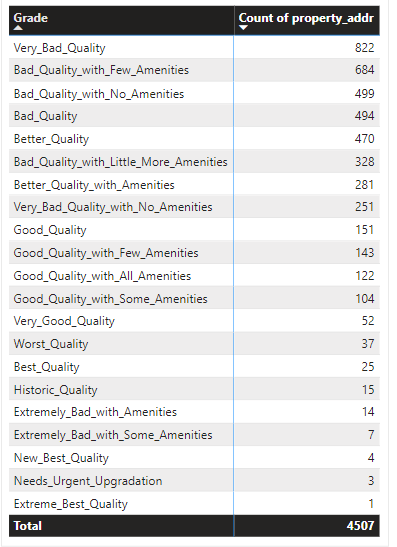 Grade Count of property_addr
Very_Bad_Quality 822
Bad_Quality_with_Few_Amenities 684
Bad_Quality_with_No_Amenities 499
Bad_Quality 494
Better_Quality 470
Bad_Quality_with_Little_More_Amenities 328
Better_Quality_with_Amenities 281
Very_Bad_Quality_with_No_Amenities 251
Good_Quality 151
Good_Quality_with_Few_Amenities 143
Good_Quality_with_All_Amenities 122
Good_Quality_with_Some_Amenities 104
Very_Good_Quality 52
Worst_Quality 37
Best_Quality 25
Historic_Quality 15
Extremely_Bad_with_Amenities 14
Extremely_Bad_with_Some_Amenities 7
New_Best_Quality 4
Needs_Urgent_Upgradation 3
Extreme_Best_Quality 1
Total 4507